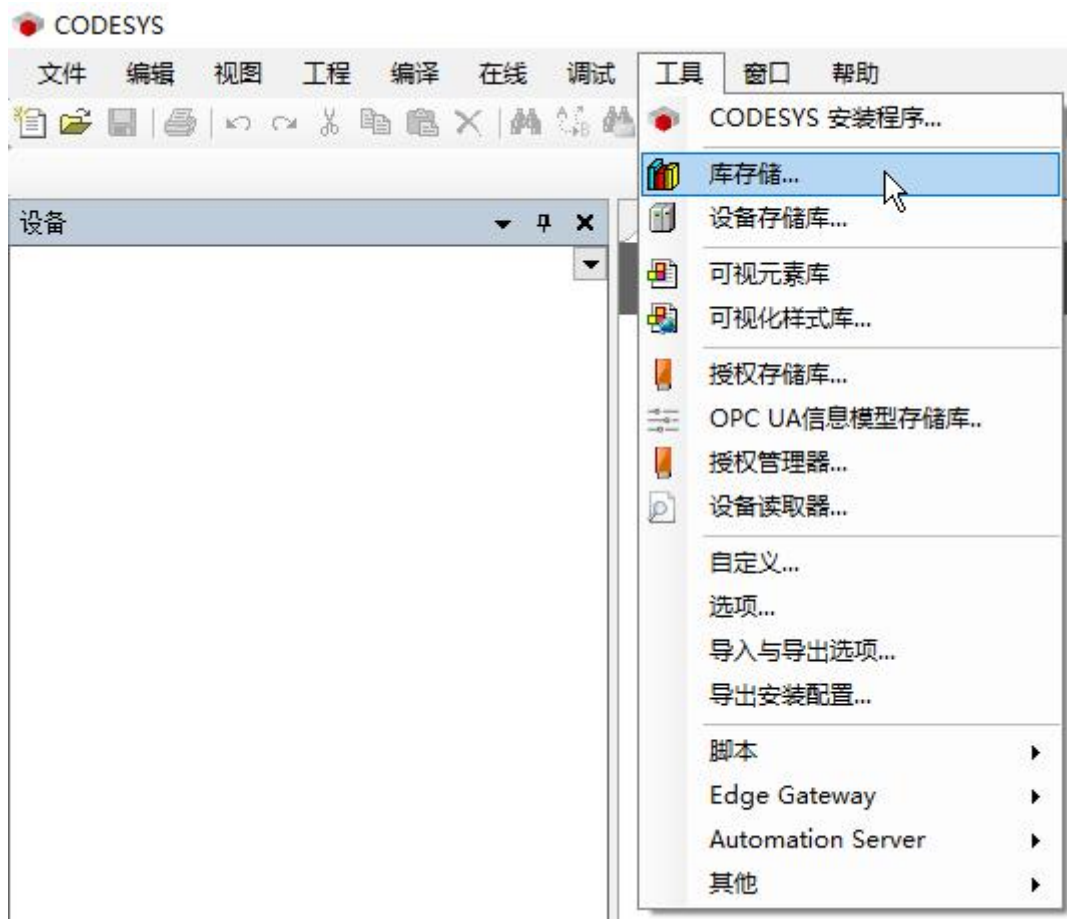 CODESYS
文件 编辑 视图 工程 编译 在线 调试 工具 窗口 帮助
CODESYS 安装程序...
库存储...
设备
设备存储库...
可视元素库
可视化样式库...
授权存储库...
OPC UA信息模型存储库..
授权管理器...
设备读取器...
自定义...
选项...
导入与导出选项...
导出安装配置...
脚本
Edge Gateway
Automation Server
其他